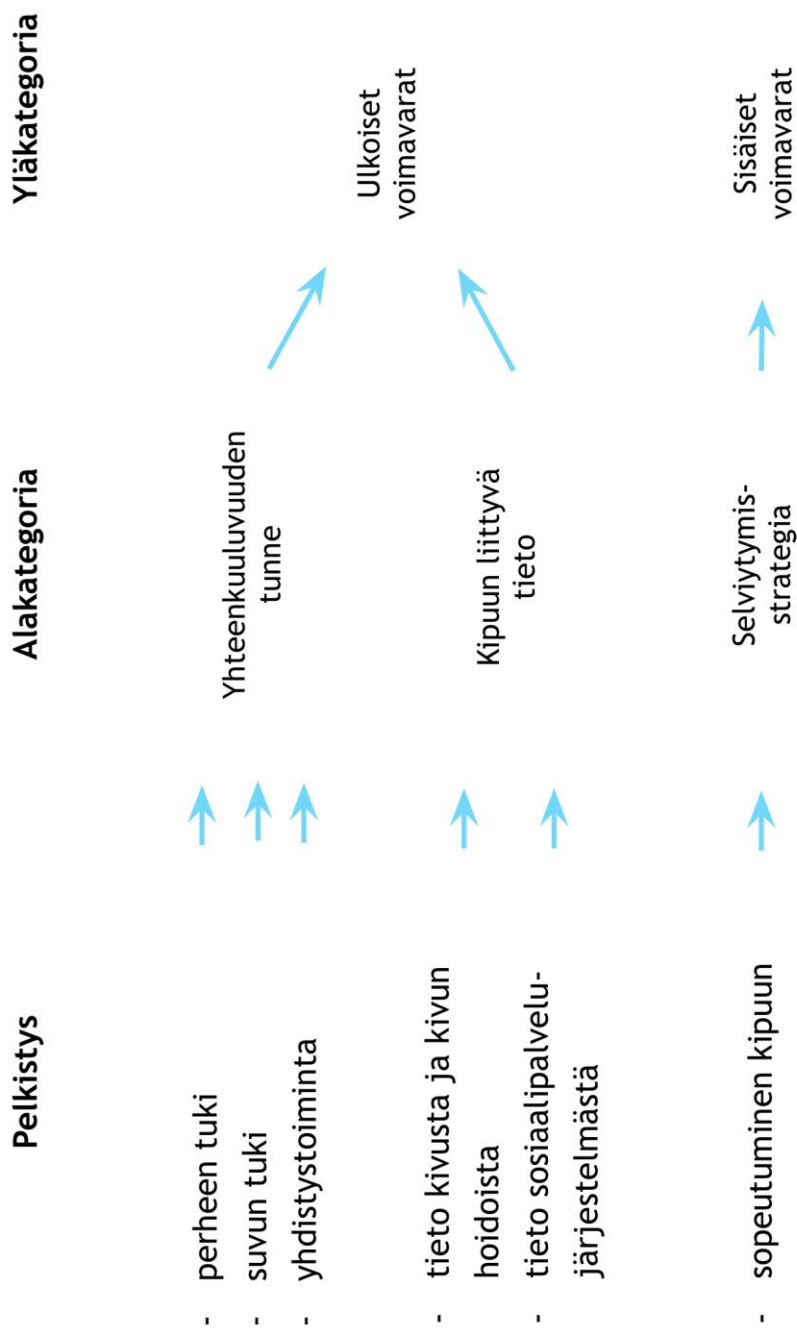 Pelkistys
Alakategoria
Yläkategoria
- perheen tuki
- suvun tuki
- yhdistystoiminta
Yhteenkuuluvuuden
tunne
- tieto kivusta ja kivun
hoidoista
- tieto sosiaalipalvelu-
järjestelmästä
Kipuun liittyvä
tieto
Ulkoiset
voimavarat
- sopeutuminen kipuun
Selviytymis-
strategia
Sisäiset
voimavarat